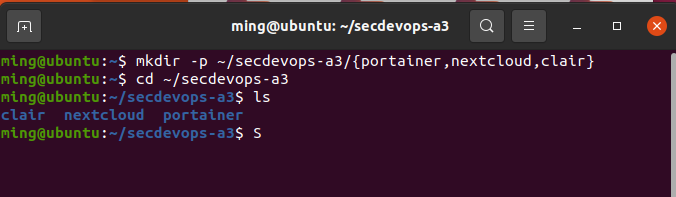 ming@ubuntu: ~/secdevops-a3
ming@ubuntu:~$ mkdir -p ~/secdevops-a3/{portainer,nextcloud,clair}
ming@ubuntu:~$ cd ~/secdevops-a3
ming@ubuntu:~/secdevops-a3$ ls
clair  nextcloud  portainer
ming@ubuntu:~/secdevops-a3$ S